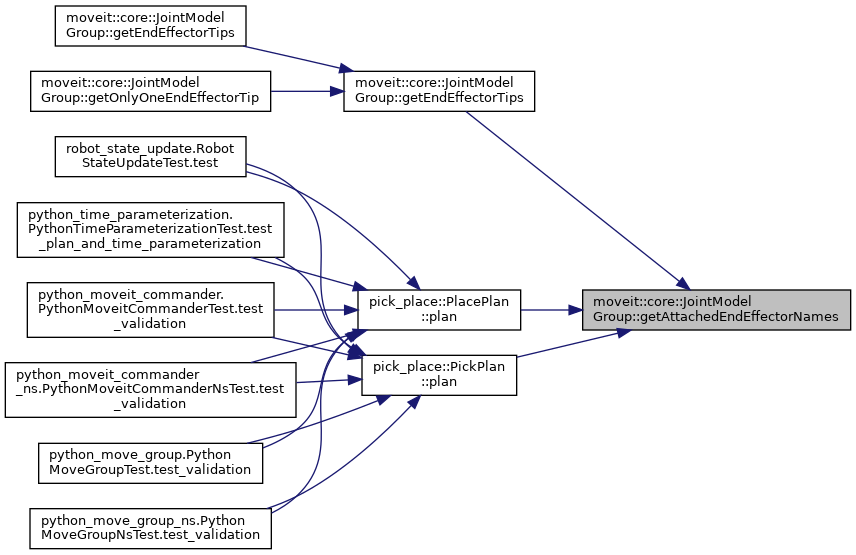 moveit::core::JointModel
Group::getEndEffectorTips
moveit::core::JointModel
Group::getOnlyOneEndEffectorTip
moveit::core::JointModel
Group::getEndEffectorTips
robot_state_update.Robot
StateUpdateTest.test
python_time_parameterization.
PythonTimeParameterizationTest.test
_plan_and_time_parameterization
python_moveit_commander.
PythonMoveitCommanderTest.test
_validation
python_moveit_commander
_ns.PythonMoveitCommanderNsTest.test
_validation
python_move_group.Python
MoveGroupTest.test_validation
python_move_group_ns.Python
MoveGroupNsTest.test_validation
pick_place::PlacePlan
::plan
pick_place::PickPlan
::plan
moveit::core::JointModel
Group::getAttachedEndEffectorNames